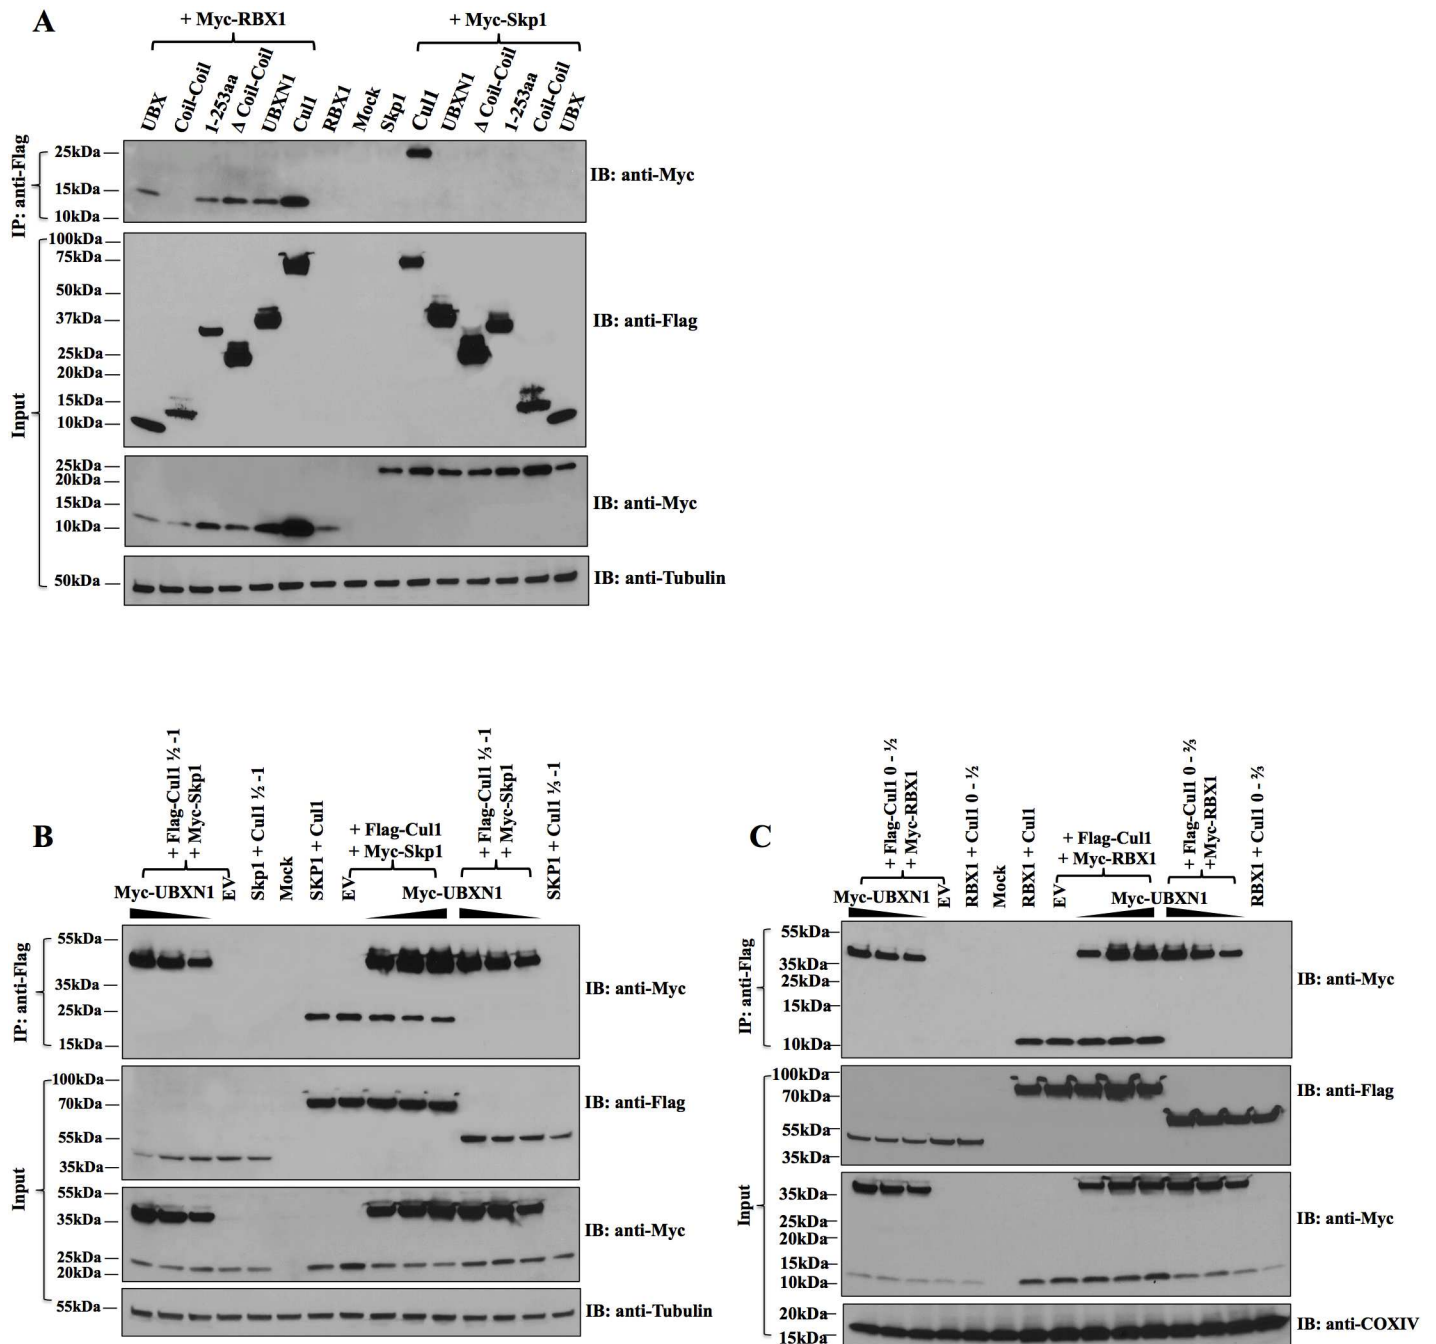 A
+ Myc-RBX1
+ Myc-Skp1
UBX
Coil-Coil
1-253aa
Δ Coil-Coil
UBXN1
Cul1
RBX1
Mock
Skp1
Cul1
UBXN1
Δ Coil-Coil
1-253aa
Coil-Coil
UBX
IP: anti-Flag
25kDa
15kDa
10kDa
IB: anti-Myc
Input
100kDa
75kDa
50kDa
37kDa
25kDa
20kDa
15kDa
10kDa
IB: anti-Flag
25kDa
20kDa
15kDa
10kDa
IB: anti-Myc
50kDa
IB: anti-Tubulin
B
+ Flag-Cul1 ½ -1
+ Myc-Skp1
Myc-UBXN1
EV
Skp1 + Cul1 ½ -1
Mock
SKP1 + Cul1
EV
+ Flag-Cul1
+ Myc-Skp1
Myc-UBXN1
+ Flag-Cul1 ⅓ -1
+ Myc-Skp1
SKP1 + Cul1 ⅓ -1
IP: anti-Flag
55kDa
35kDa
25kDa
15kDa
IB: anti-Myc
Input
100kDa
70kDa
55kDa
35kDa
IB: anti-Flag
55kDa
35kDa
25kDa
20kDa
IB: anti-Myc
55kDa
IB: anti-Tubulin
C
+ Flag-Cul1 0 - ½
+ Myc-RBX1
Myc-UBXN1
EV
RBX1 + Cul1 0 - ½
Mock
RBX1 + Cul1
EV
+ Flag-Cul1
+ Myc-RBX1
Myc-UBXN1
+ Flag-Cul1 0 - ⅔
+Myc-RBX1
RBX1 + Cul1 0 - ⅔
IP: anti-Flag
55kDa
35kDa
25kDa
15kDa
10kDa
IB: anti-Myc
Input
100kDa
70kDa
55kDa
35kDa
IB: anti-Flag
35kDa
25kDa
20kDa
15kDa
10kDa
IB: anti-Myc
20kDa
15kDa
IB: anti-COXIV